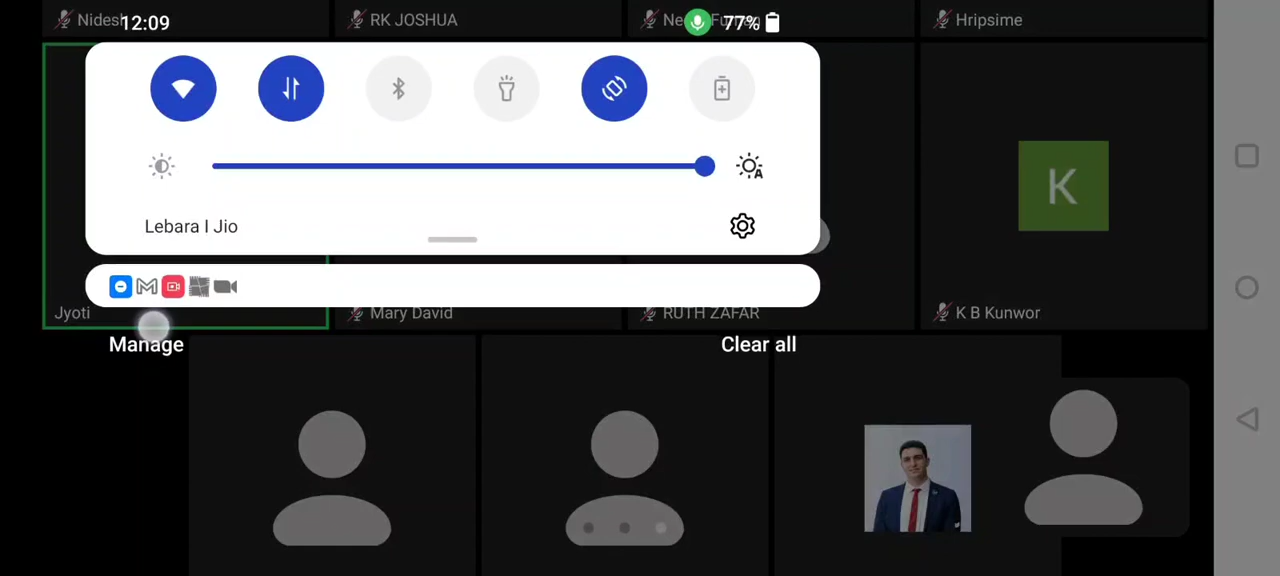 12:09
Nidesh
RK JOSHUA
77%
Hripsime
A
K
Lebara I Jio
Jyoti
Mary David
RUTH ZAFAR
K B Kunwor
Manage
Clear all